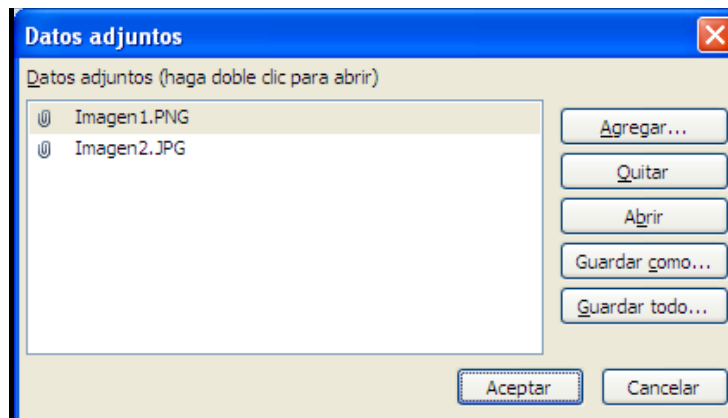 Datos adjuntos
Datos adjuntos (haga doble clic para abrir)
Imagen1.PNG
Imagen2.JPG
Agregar...
Quitar
Abrir
Guardar como...
Guardar todo...
Aceptar
Cancelar